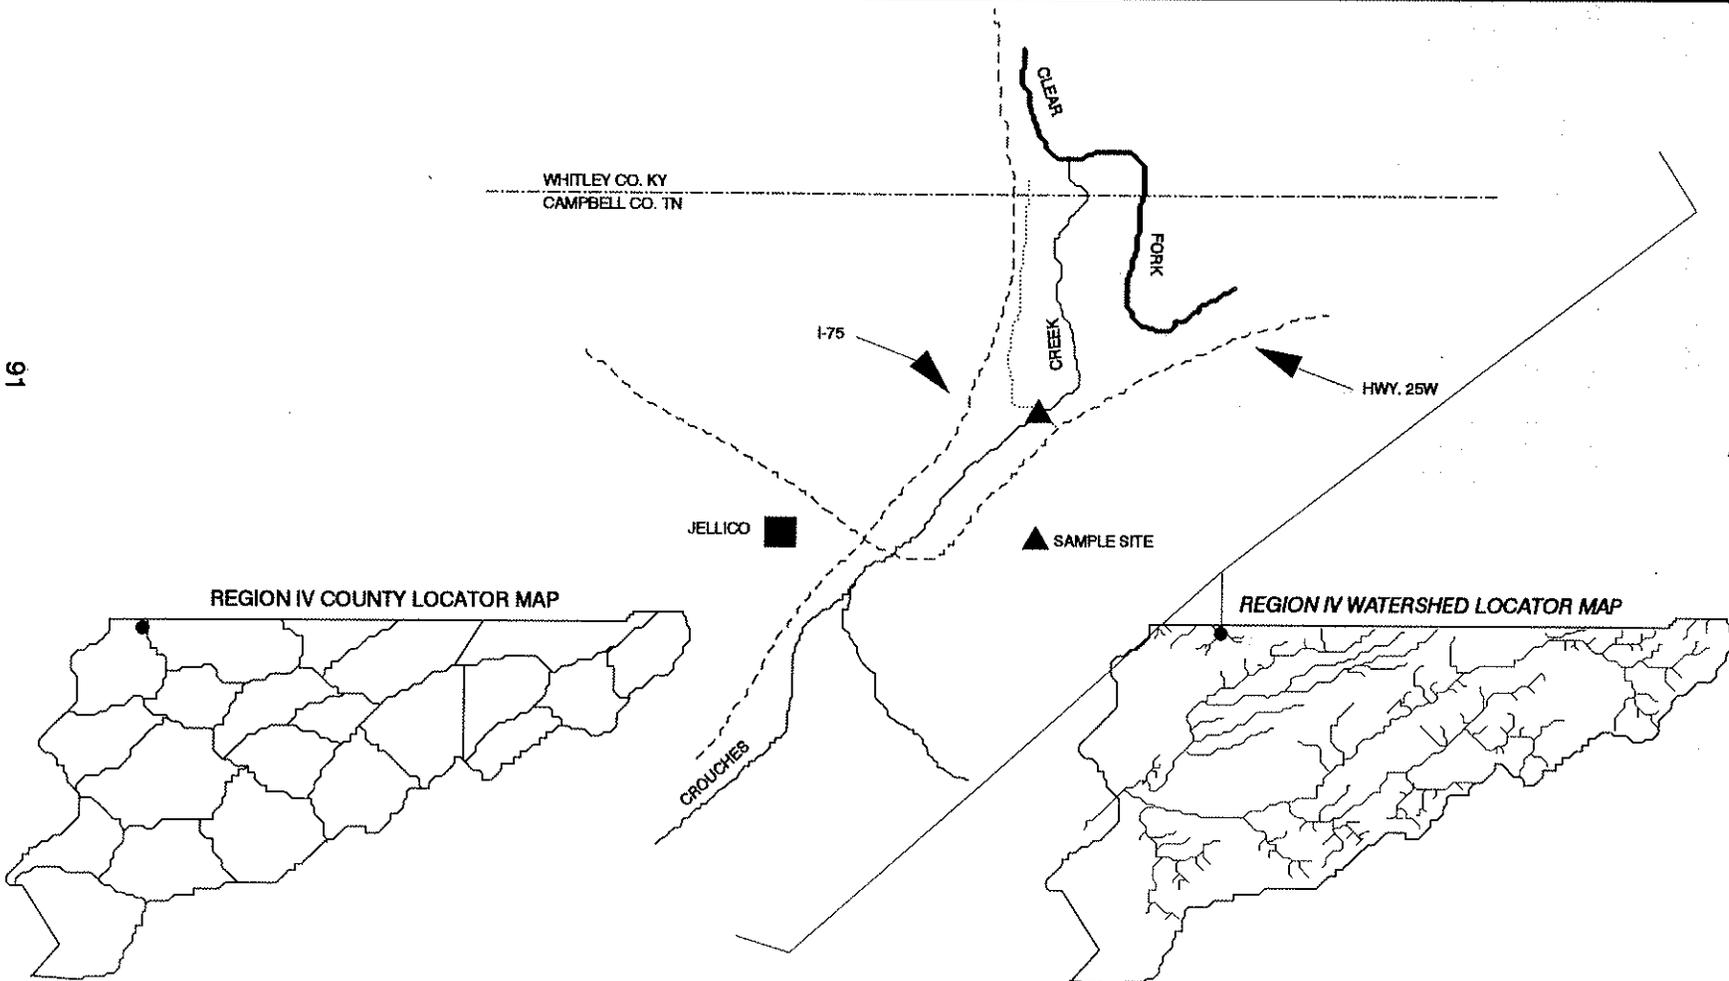 CLEAR
WHITLEY CO. KY
CAMPBELL CO. TN
FORK
I-75
CREEK
HWY. 25W
91
JELLICO
SAMPLE SITE
REGION IV COUNTY LOCATOR MAP
REGION IV WATERSHED LOCATOR MAP
CROUCHES